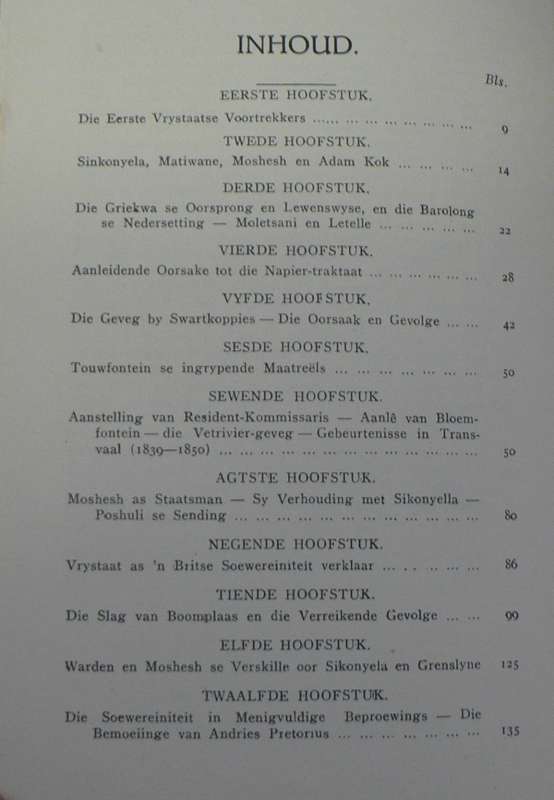 INHOUD.
Bls.
EERSTE HOOFSTUK.
Die Eerste Vrystaatse Voortrekkers ...... ... ... ... ... ... ... ... 9
TWEDE HOOFSTUK.
Sinkonyela, Matiwane, Moshesh en Adam Kok ... ... ... ... 14
DERDE HOOFSTUK.
Die Griekwa se Oorsprong en Lewenswyse, en die Barolong
se Nedersetting — Moletsani en Letelle ... ... ... ... ... 22
VIERDE HOOFSTUK.
Aanleidende Oorsake tot die Napier-traktaat ... ... ... ... ... ... 28
VYFDE HOOFSTUK.
Die Geveg by Swartkoppies — Die Oorsaak en Gevolge ... ... 42
SESDE HOOFSTUK.
Touwfontein se ingrypende Maatreëls ... ... ... ... ... ... ... 50
SEWENDE HOOFSTUK.
Aanstelling van Resident-Kommissaris — Aanlê van Bloem-
fontein — die Vetrivier-geveg — Gebeurtenisse in Trans-
vaal (1839—1850) ... ... ... ... ... ... ... ... ... ... ... ... 50
AGTSTE HOOFSTUK.
Moshesh as Staatsman — Sy Verhouding met Sikonyella —
Poshuli se Sending ... ... ... ... ... ... ... ... ... ... ... ... 80
NEGENDE HOOFSTUK.
Vrystaat as 'n Britse Soewereiniteit verklaar ... . . .. ... ... 86
TIENDE HOOFSTUK.
Die Slag van Boomplaas en die Verreikende Gevolge ... ... 99
ELFDE HOOFSTUK.
Warden en Moshesh se Verskille oor Sikonyela en Grenslyne 125
TWAALFDE HOOFSTUK.
Die Soewereiniteit in Menigvuldige Beproewings — Die
Bemoeiinge van Andries Pretorius ... ... ... ... ... ... ... 135